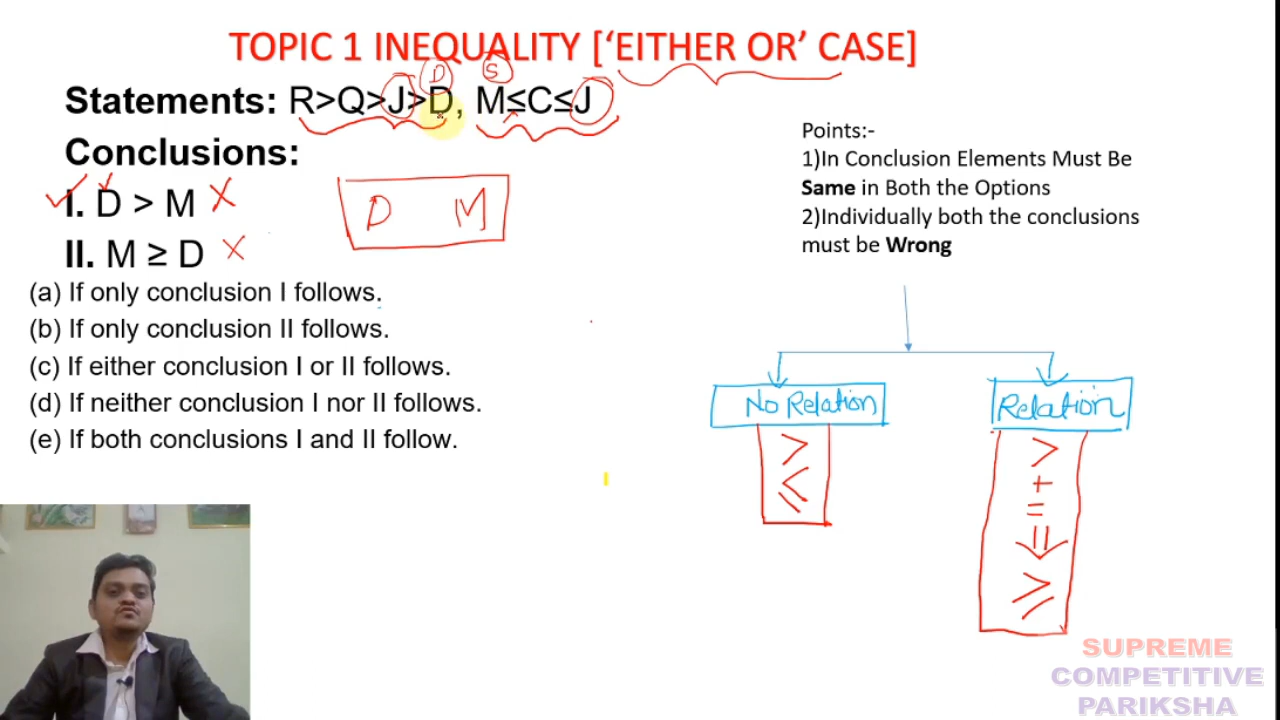 TOPIC 1 INEQUALITY ['EITHER OR' CASE]
D S
Statements: R>Q>J>D, M≤C≤J
Conclusions:
I. D > M
D M
II. M ≥ D
(a) If only conclusion I follows.
(b) If only conclusion II follows.
(c) If either conclusion I or II follows.
(d) If neither conclusion I nor II follows.
(e) If both conclusions I and II follow.
Points:-
1)In Conclusion Elements Must Be
Same in Both the Options
2)Individually both the conclusions
must be Wrong
No Relation
>
<
≤
Relation
>
+
=
≥
SUPREME
COMPETITIVE
PARIKSHA